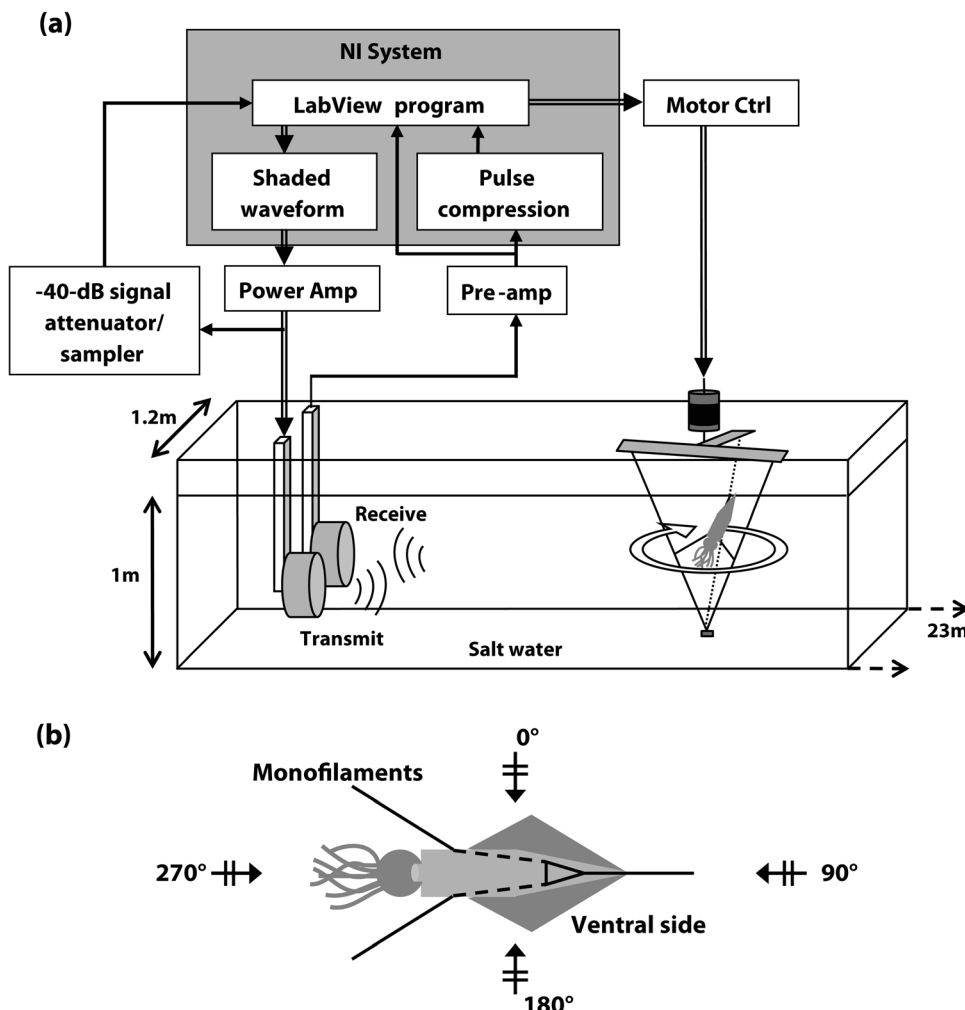 (a)
NI System
LabView program
Motor Ctrl
Shaded
waveform
Pulse
compression
-40-dB signal
attenuator/
sampler
Power Amp
Pre-amp
1.2m
Receive
1m
Transmit
Salt water
23m
(b)
0°
Monofilaments
270°
90°
Ventral side
180°